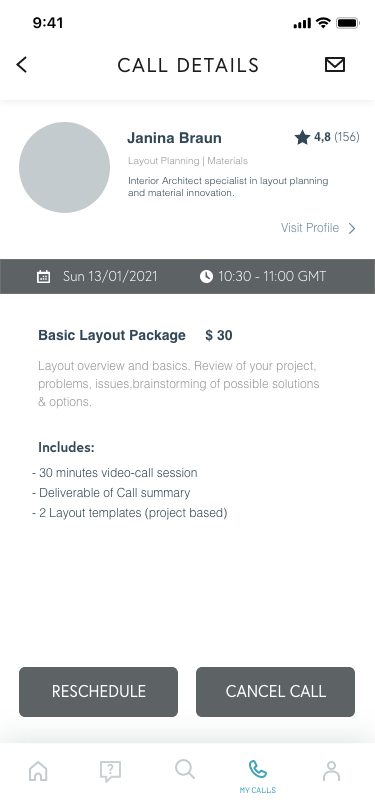 9:41
CALL DETAILS
Janina Braun
4,8 (156)
Layout Planning | Materials
Interior Architect specialist in layout planning
and material innovation.
Visit Profile
Sun 13/01/2021
10:30 - 11:00 GMT
Basic Layout Package $ 30
Layout overview and basics. Review of your project,
problems, issues,brainstorming of possible solutions
& options.
Includes:
- 30 minutes video-call session
- Deliverable of Call summary
- 2 Layout templates (project based)
RESCHEDULE
CANCEL CALL
?
MY CALLS